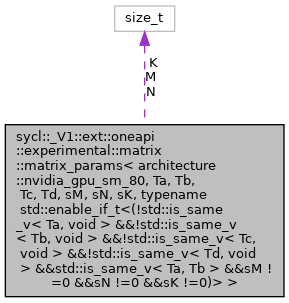 size_t
K
M
N
sycl::_V1::ext::oneapi
::experimental::matrix
::matrix_params< architecture
::nvidia_gpu_sm_80, Ta, Tb,
Tc, Td, sM, sN, sK, typename
std::enable_if_t<(!std::is_same
_v< Ta, void > &&!std::is_same_v
< Tb, void > &&!std::is_same_v< Tc,
void > &&!std::is_same_v< Td, void
> &&std::is_same_v< Ta, Tb > &&sM !
=0 &&sN !=0 &&sK !=0)> >